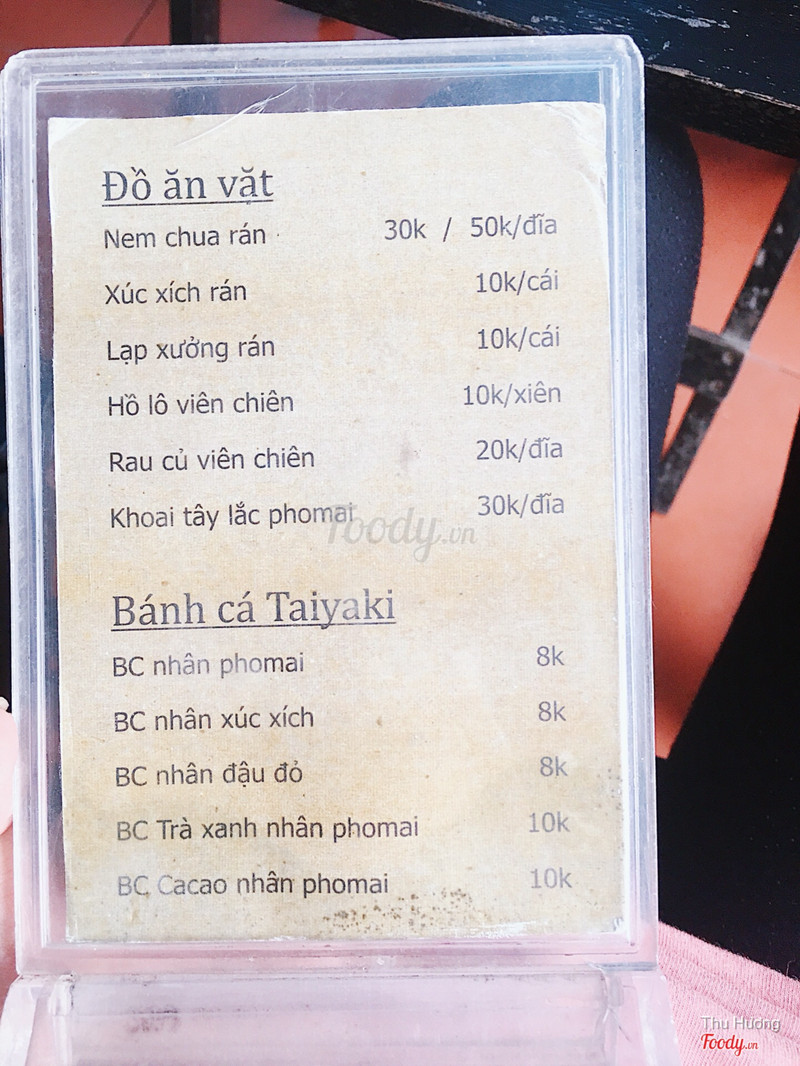 Đồ ăn vặt
Nem chua rán 30k / 50k/đĩa
Xúc xích rán 10k/cái
Lạp xưởng rán 10k/cái
Hồ lô viên chiên 10k/xiên
Rau củ viên chiên 20k/đĩa
Khoai tây lắc phomai 30k/đĩa
Foody.vn
Bánh cá Taiyaki
BC nhân phomai 8k
BC nhân xúc xích 8k
BC nhân đậu đỏ 8k
BC Trà xanh nhân phomai 10k
BC Cacao nhân phomai 10k
Thu Hương
Foody.vn